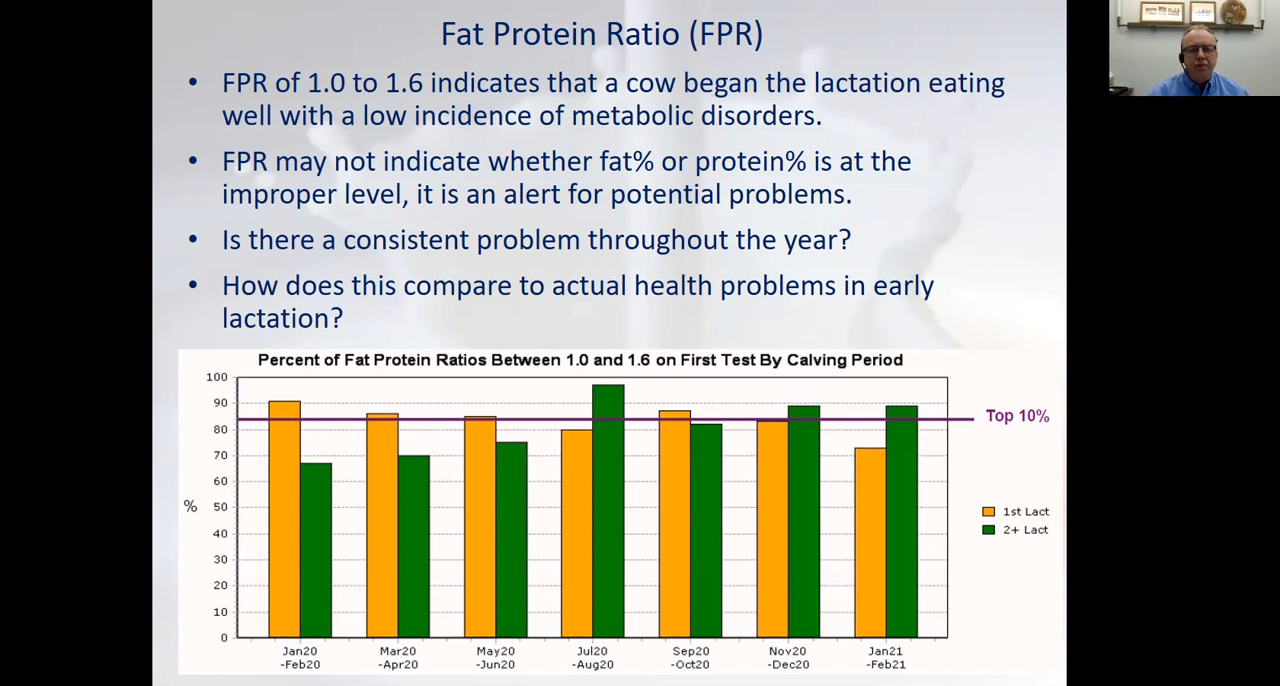 Fat Protein Ratio (FPR)
• FPR of 1.0 to 1.6 indicates that a cow began the lactation eating
well with a low incidence of metabolic disorders.
• FPR may not indicate whether fat% or protein% is at the
improper level, it is an alert for potential problems.
• Is there a consistent problem throughout the year?
• How does this compare to actual health problems in early
lactation?
Percent of Fat Protein Ratios Between 1.0 and 1.6 on First Test By Calving Period
100
90
80
70
60
50
40
30
20
10
0
%
Top 10%
1st Lact
2+ Lact
Jan20 Mar20 May20 Jul20 Sep20 Nov20 Jan21
-Feb20 -Apr20 -Jun20 -Aug20 -Oct20 -Dec20 -Feb21